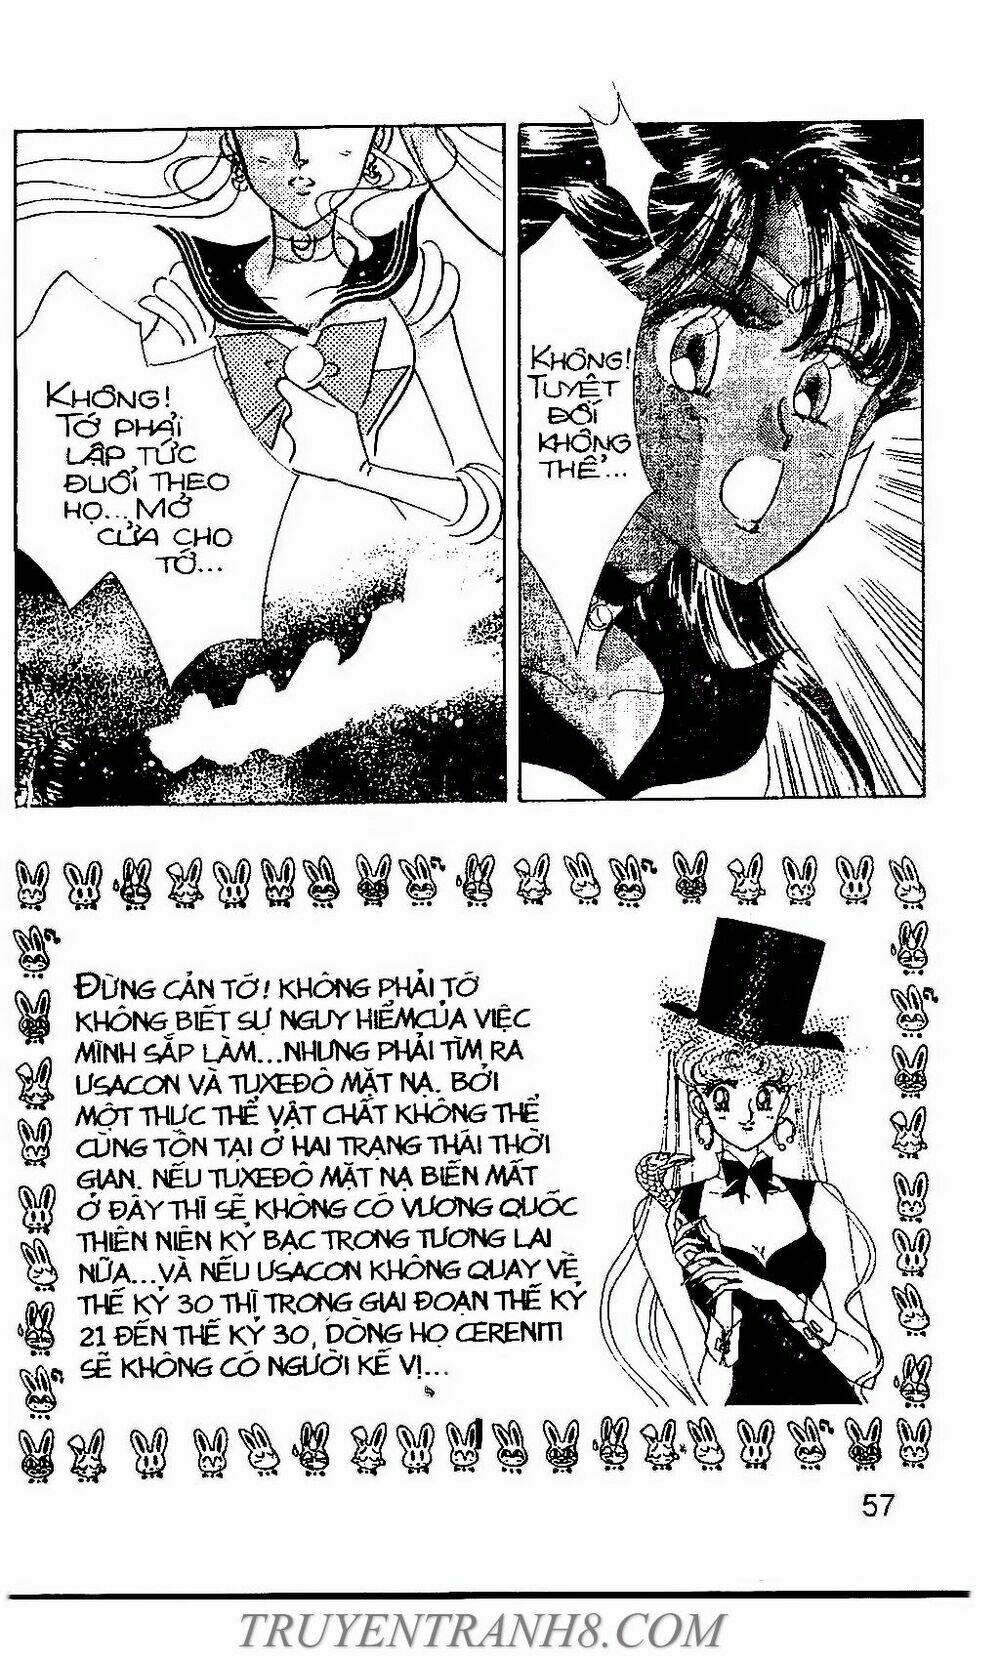 KHÔNG!
TỚ PHẢI
LẬP TỨC
ĐUỔI THEO
HỌ...MỞ
CỬA CHO
TỚ...
KHÔNG!
TUYỆT
ĐỐI
KHÔNG
THỂ...
ĐỪNG CẢN TỚ! KHÔNG PHẢI TỚ
KHÔNG BIẾT SỰ NGUY HIỂMCỦA VIỆC
MÌNH SẮP LÀM...NHƯNG PHẢI TÌM RA
USACON VÀ TUXEĐÔ MẶT NẠ. BỞI
MỘT THỰC THỂ VẬT CHẤT KHÔNG THỂ
CÙNG TỒN TẠI Ở HAI TRẠNG THÁI THỜI
GIAN. NẾU TUXEĐÔ MẶT NẠ BIẾN MẤT
Ở ĐÂY THÌ SẼ KHÔNG CÓ VƯƠNG QUỐC
THIÊN NIÊN KỶ BẠC TRONG TƯƠNG LAI
NỮA...VÀ NẾU USACON KHÔNG QUAY VỀ
THẾ KỶ 30 THÌ TRONG GIAI ĐOẠN THẾ KỶ
21 ĐẾN THẾ KỶ 30, DÒNG HỌ CERENITI
SẼ KHÔNG CÓ NGƯỜI KẾ VỊ...
57
TRUYENTRANH8.COM